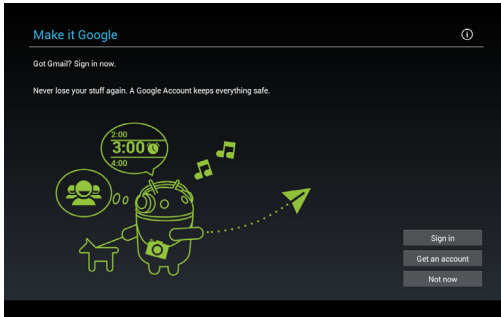 Make it Google
Got Gmail? Sign in now.
Never lose your stuff again. A Google Account keeps everything safe.
2:00
3:00
4:00
Sign in
Get an account
Not now